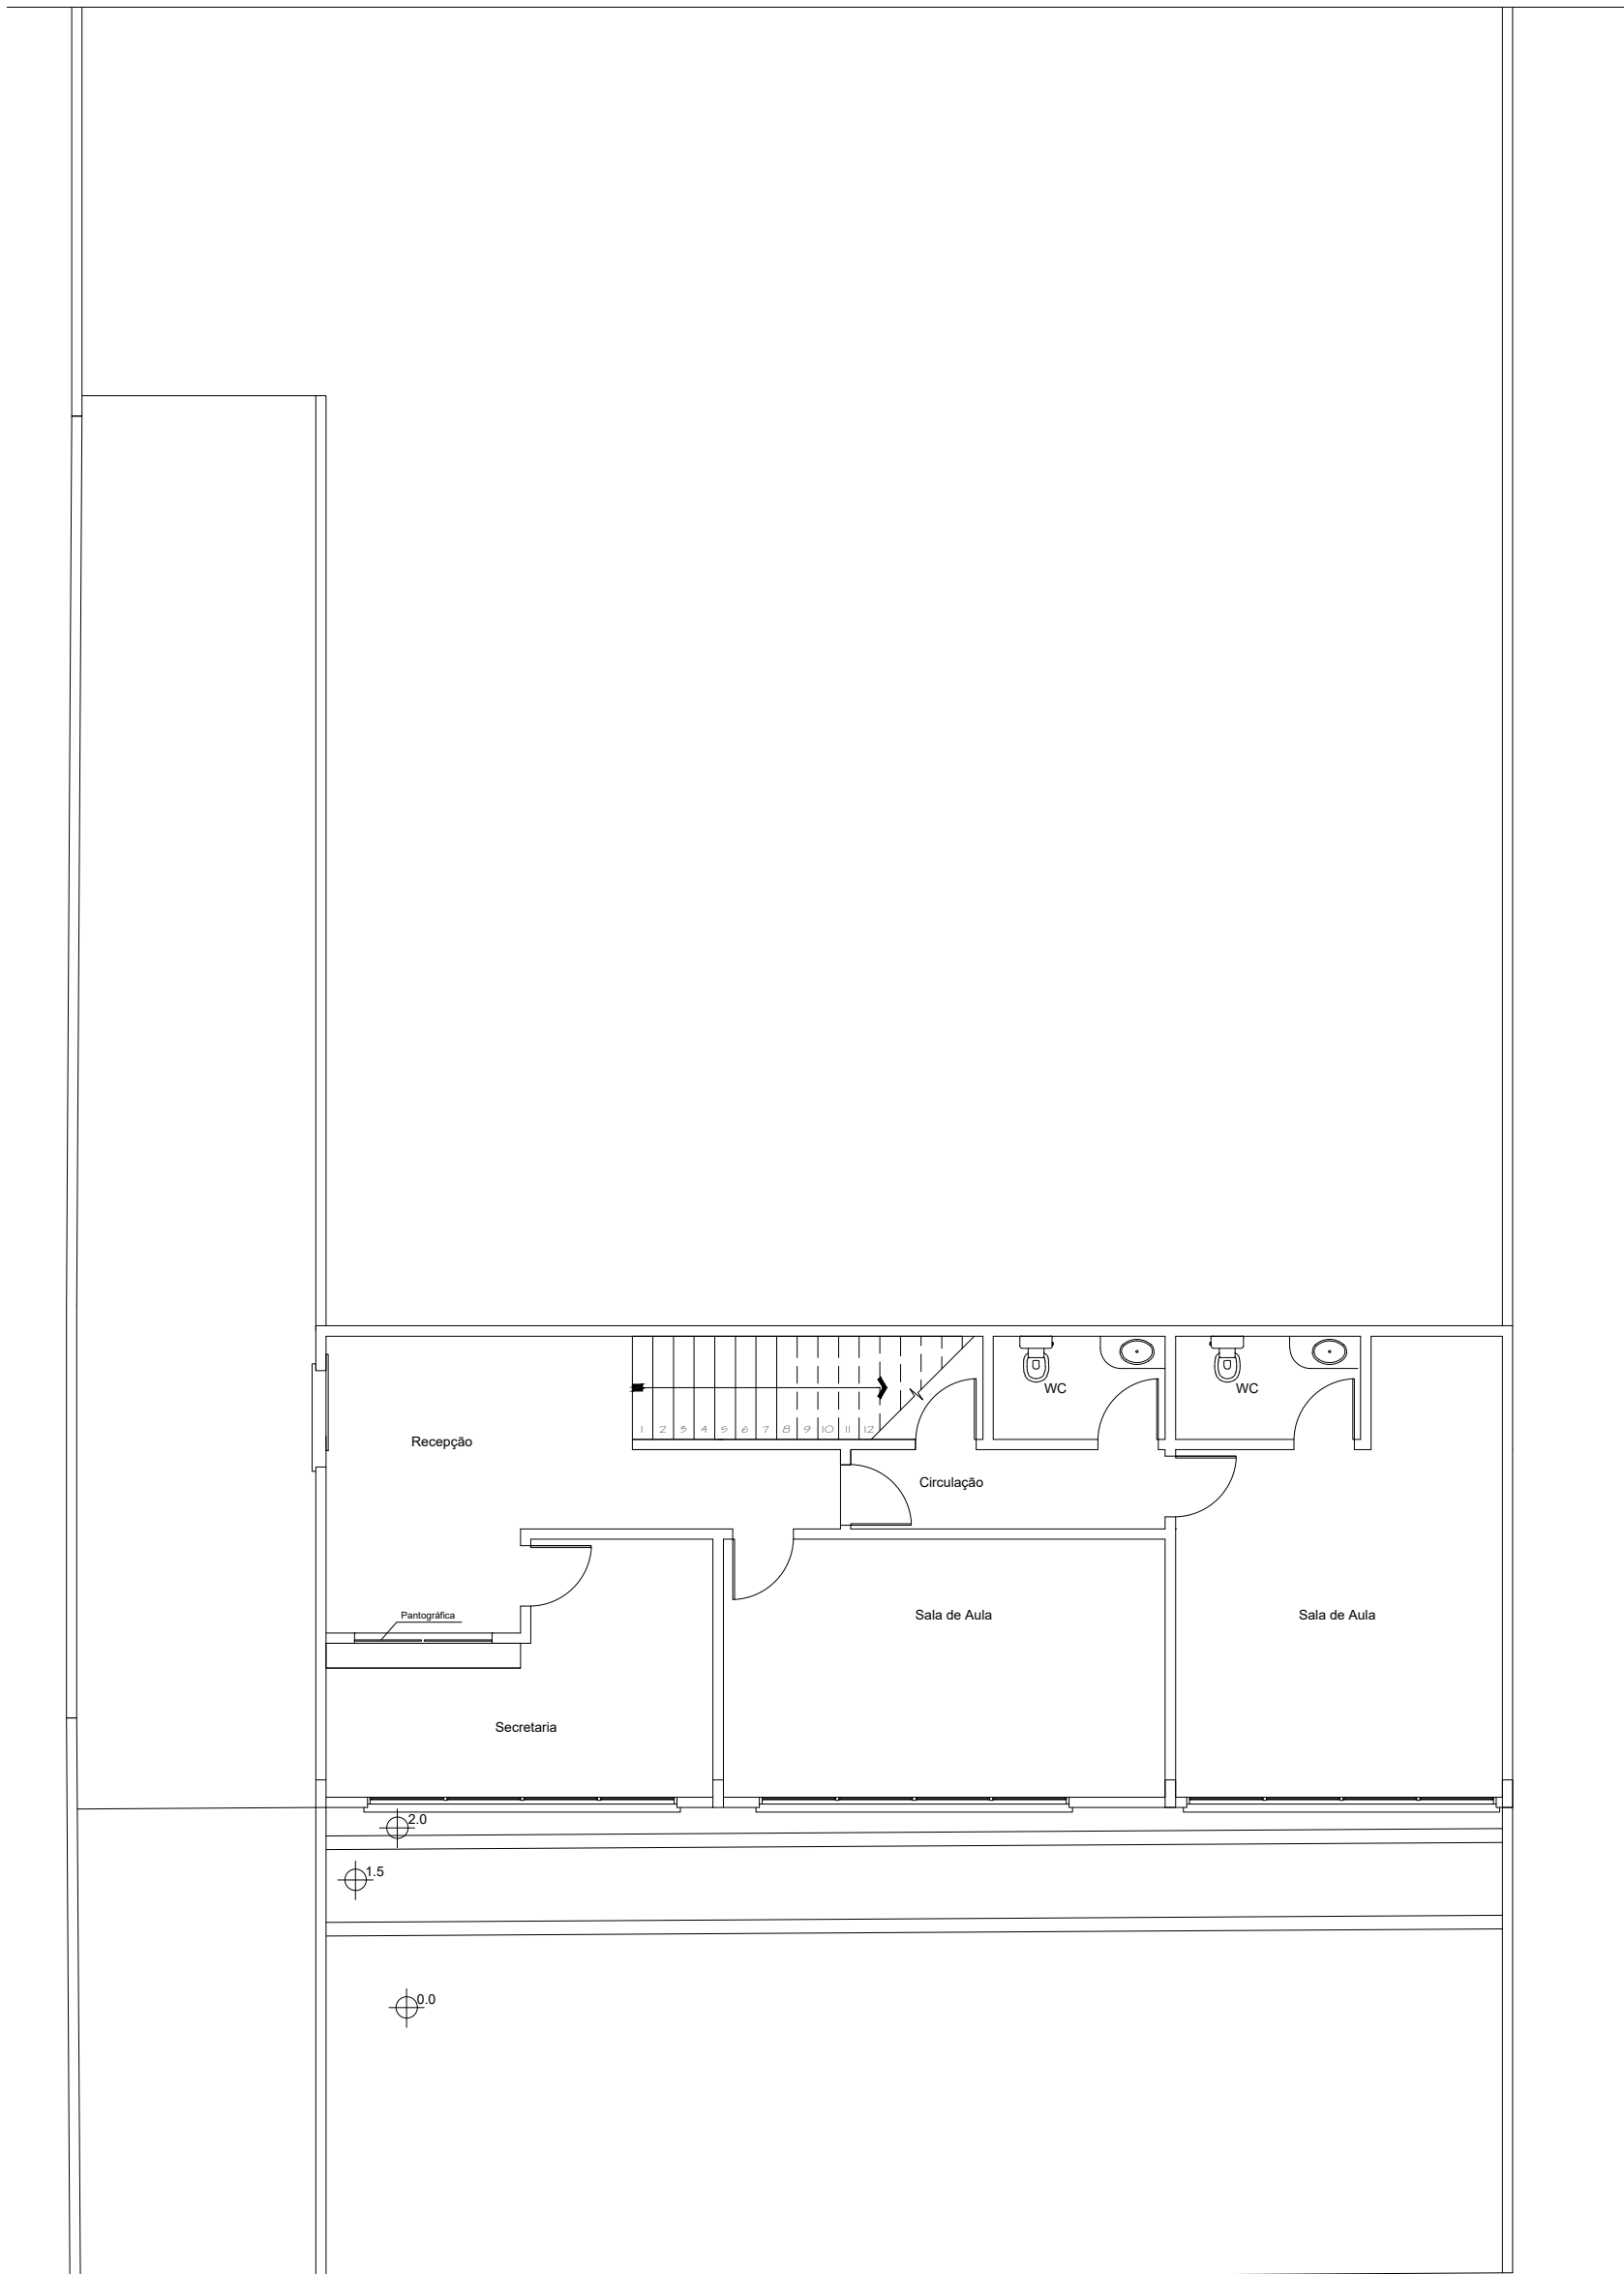 WC
WC
1 2 3 4 5 6 7 8 9 10 11 12
Recepção
Circulação
Pantográfica
Sala de Aula
Sala de Aula
Secretaria
2.0
1.5
0.0